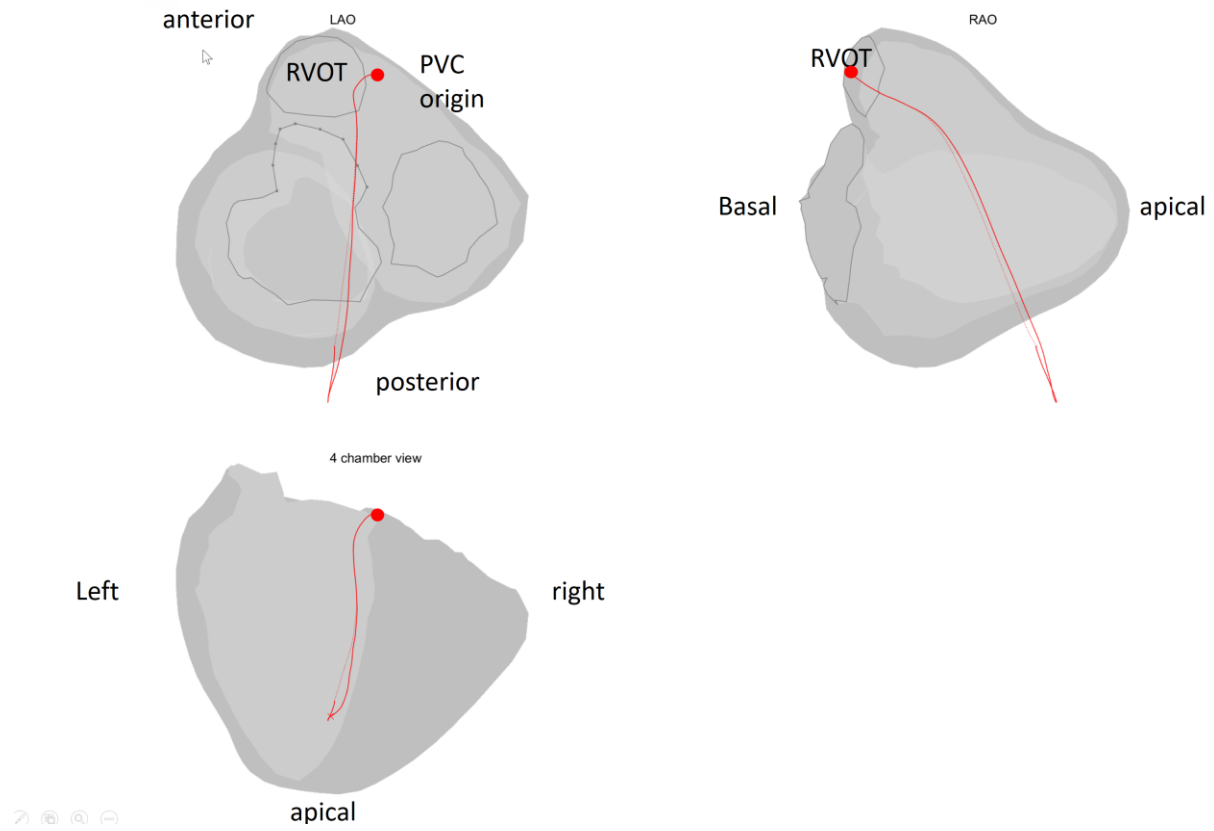 anterior
LAO
RVOT
PVC
origin
posterior
RAO
RVOT
Basal
apical
4 chamber view
Left
right
apical